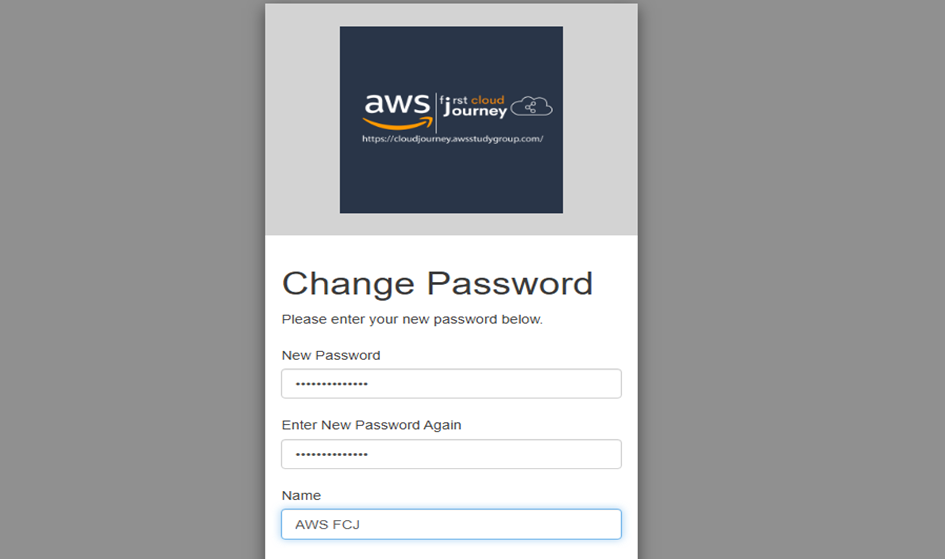 aws first cloud journey
https://cloudjourney.awsstudygroup.com/
Change Password
Please enter your new password below.
New Password
••••••••••••••
Enter New Password Again
••••••••••••••
Name
AWS FCJ